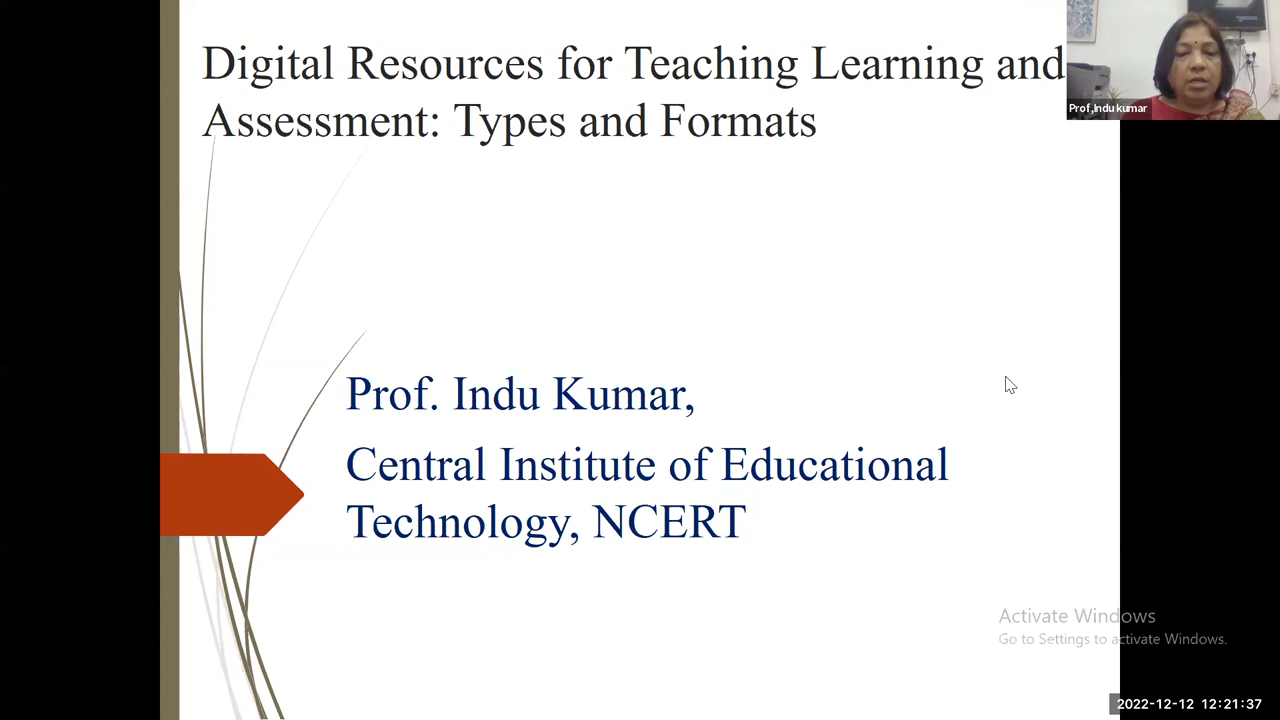 Digital Resources for Teaching Learning and
Assessment: Types and Formats
Prof,Indu kumar
Prof. Indu Kumar,
Central Institute of Educational
Technology, NCERT
Activate Windows
Go to Settings to activate Windows.
2022-12-12 12:21:37